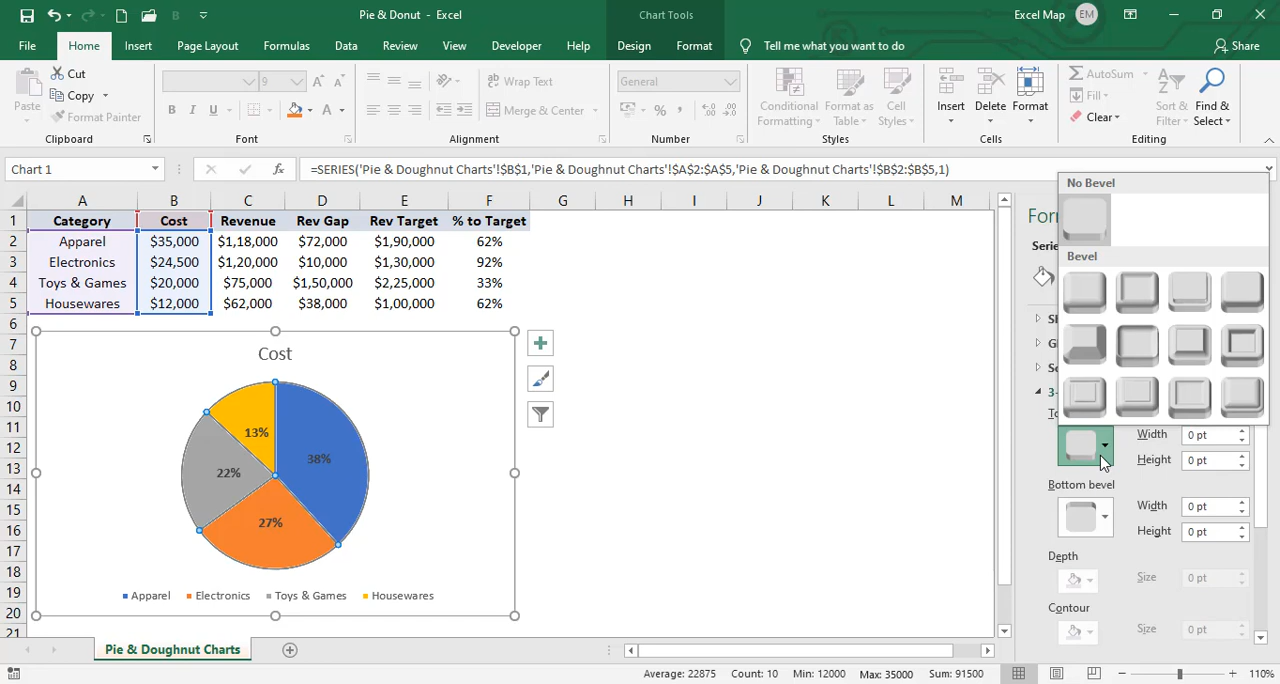 Pie & Donut - Excel
Chart Tools
Excel Map EM
File Home Insert Page Layout Formulas Data Review View Developer Help Design Format Tell me what you want to do Share
Paste
Cut
Copy
Format Painter
Clipboard
9
B I U
Font
Wrap Text
Merge & Center
Alignment
General
Number
Conditional Formatting
Format as Table
Cell Styles
Styles
Insert
Delete
Format
Cells
AutoSum
Fill
Clear
Sort & Filter
Find & Select
Editing
Chart 1
fx
=SERIES('Pie & Doughnut Charts'!$B$1,'Pie & Doughnut Charts'!$A$2:$A$5,'Pie & Doughnut Charts'!$B$2:$B$5,1)
A B C D E F G H I J K L M
1 Category Cost Revenue Rev Gap Rev Target % to Target
2 Apparel $35,000 $1,18,000 $72,000 $1,90,000 62%
3 Electronics $24,500 $1,20,000 $10,000 $1,30,000 92%
4 Toys & Games $20,000 $75,000 $1,50,000 $2,25,000 33%
5 Housewares $12,000 $62,000 $38,000 $1,00,000 62%
6
7
8
9
10
11
12
13
14
15
16
17
18
19
20
21
Cost
13%
38%
22%
27%
Apparel Electronics Toys & Games Housewares
No Bevel
Bevel
Width 0 pt
Height 0 pt
Bottom bevel
Width 0 pt
Height 0 pt
Depth
Size 0 pt
Contour
Size 0 pt
Pie & Doughnut Charts
Average: 22875 Count: 10 Min: 12000 Max: 35000 Sum: 91500 110%